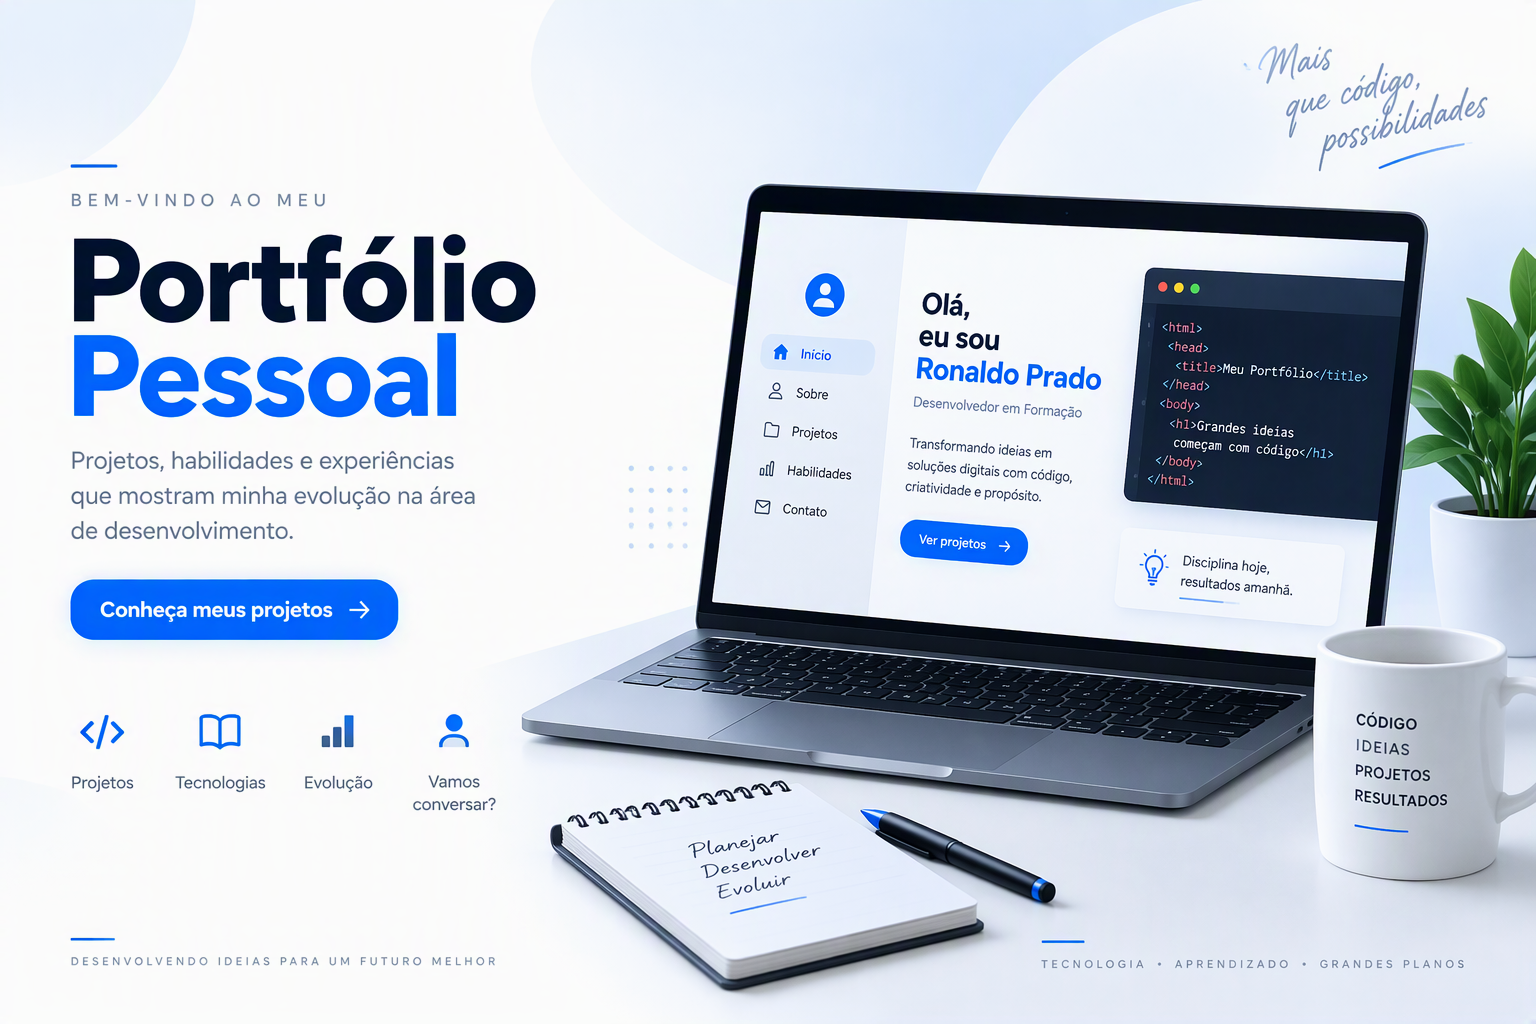 Mais
que código,
possibilidades
BEM-VINDO AO MEU
Portfólio
Pessoal
Projetos, habilidades e experiências
que mostram minha evolução na área
de desenvolvimento.
Conheça meus projetos →
Projetos
Tecnologias
Evolução
Vamos
conversar?
DESENVOLVENDO IDEIAS PARA UM FUTURO MELHOR
Início
Sobre
Projetos
Habilidades
Contato
Olá,
eu sou
Ronaldo Prado
Desenvolvedor em Formação
Transformando ideias em
soluções digitais com código,
criatividade e propósito.
Ver projetos →
<html>
<head>
<title>Meu Portfólio</title>
</head>
<body>
<h1>Grandes ideias
começam com código</h1>
</body>
</html>
Disciplina hoje,
resultados amanhã.
CÓDIGO
IDEIAS
PROJETOS
RESULTADOS
Planejar
Desenvolver
Evoluir
TECNOLOGIA • APRENDIZADO • GRANDES PLANOS